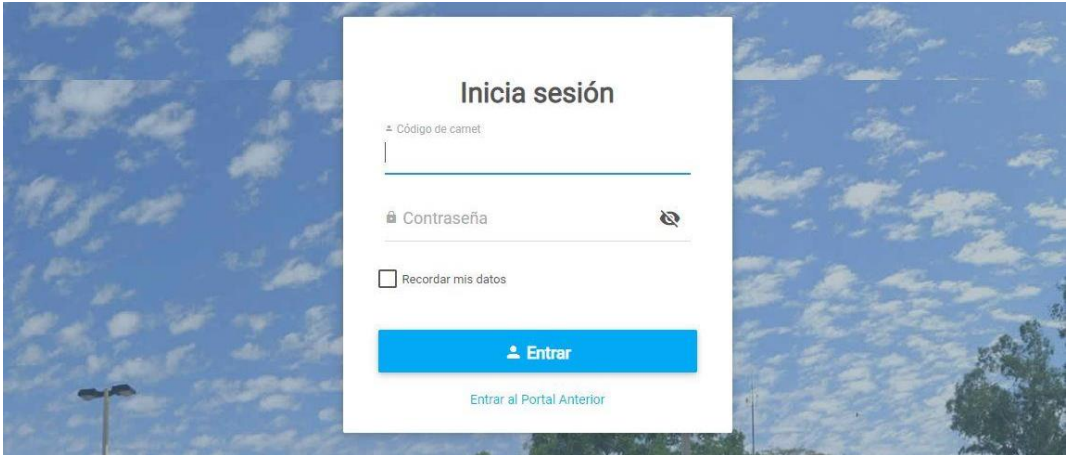 Inicia sesión
Código de carnet
Contraseña
Recordar mis datos
Entrar
Entrar al Portal Anterior